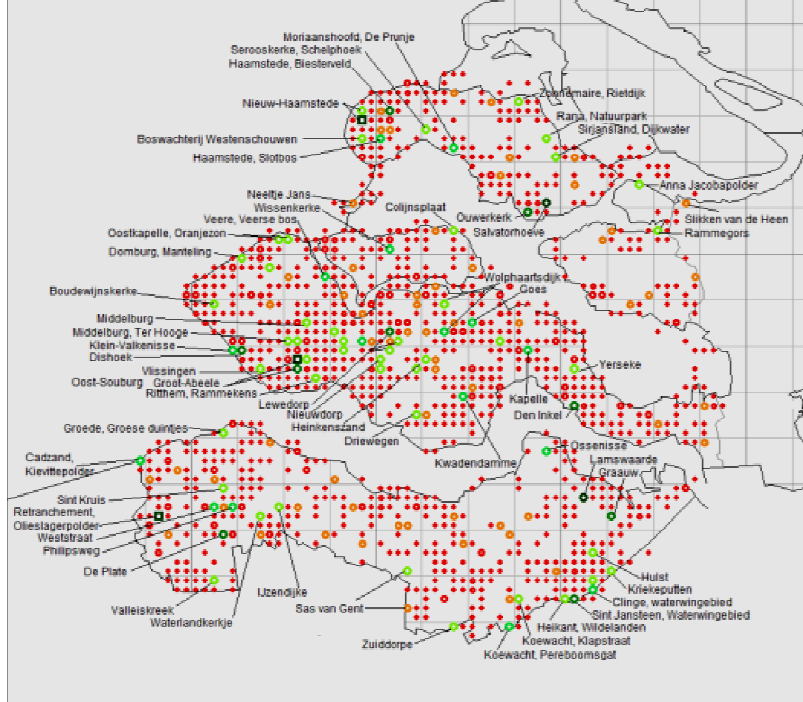 Moriaanshoofd, De Prunje
Serooskerke, Schelphoek
Haamstede, Biesterveld
Zonnemaire, Rietdijk
Nieuw-Haamstede
Rana, Natuurpark
Sirjansland, Dijkwater
Boswachterij Westenschouwen
Haamstede, Slotbos
Anna Jacobapolder
Neeltje Jans
Wissenkerke
Colijnsplaat
Veere, Veerse bos
Ouwerkerk
Slikken van de Heen
Oostkapelle, Oranjezon
Salvatorhoeve
Rammegors
Domburg, Manteling
Wolphaartsdijk
Boudewijnskerke
Goes
Middelburg
Middelburg, Ter Hooge
Klein-Valkenisse
Dishoek
Vlissingen
Yerseke
Oost-Souburg
Groot-Abeele
Ritthem, Rammekens
Kapelle
Lewedorp
Nieuwdorp
Den Inkel
Heinkenszand
Groede, Groese duintjes
Driewegen
Ossenisse
Cadzand,
Kievittepolder
Kwadendamme
Lamswaarde
Graauw
Sint Kruis
Retranchement,
Olieslagerpolder
Weststraat
Philipsweg
De Plate
Hulst
Kriekeputten
IJzendijke
Clinge, waterwingebied
Valleiskreek
Sas van Gent
Sint Jansteen, Waterwingebied
Waterlandkerkje
Heikant, Wildelanden
Zuiddorpe
Koewacht, Klapstraat
Koewacht, Pereboomsgat